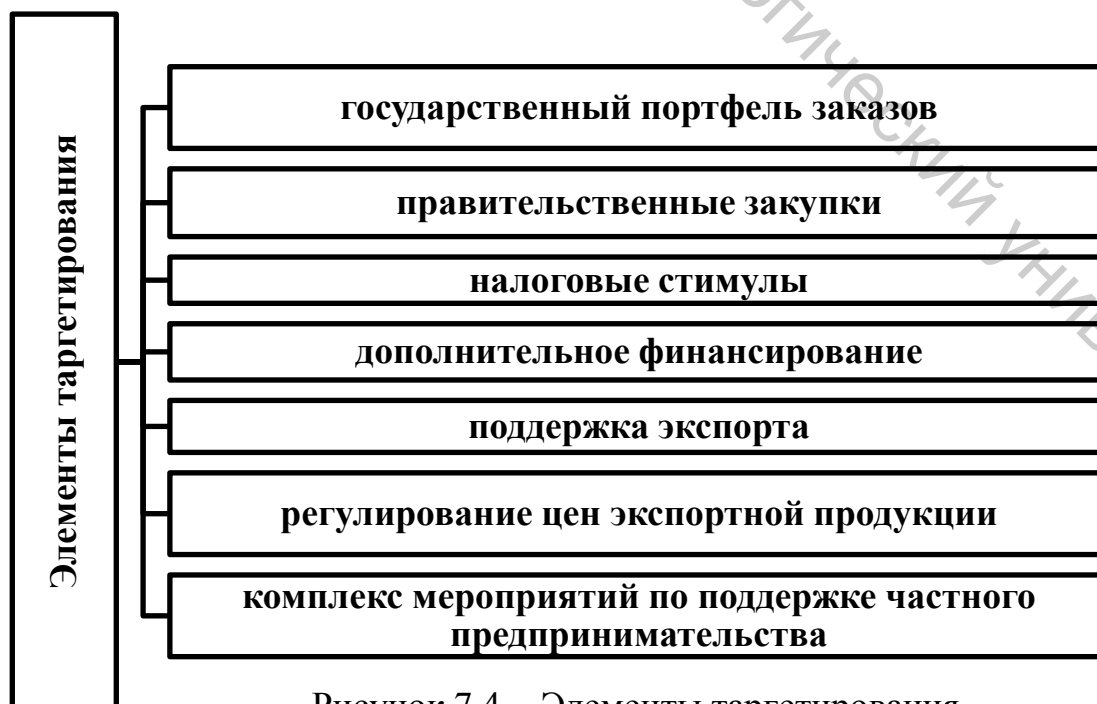 Элементы таргетирования
государственный портфель заказов
правительственные закупки
налоговые стимулы
дополнительное финансирование
поддержка экспорта
регулирование цен экспортной продукции
комплекс мероприятий по поддержке частного
предпринимательства
Рисунок 7.4 – Элементы таргетирования